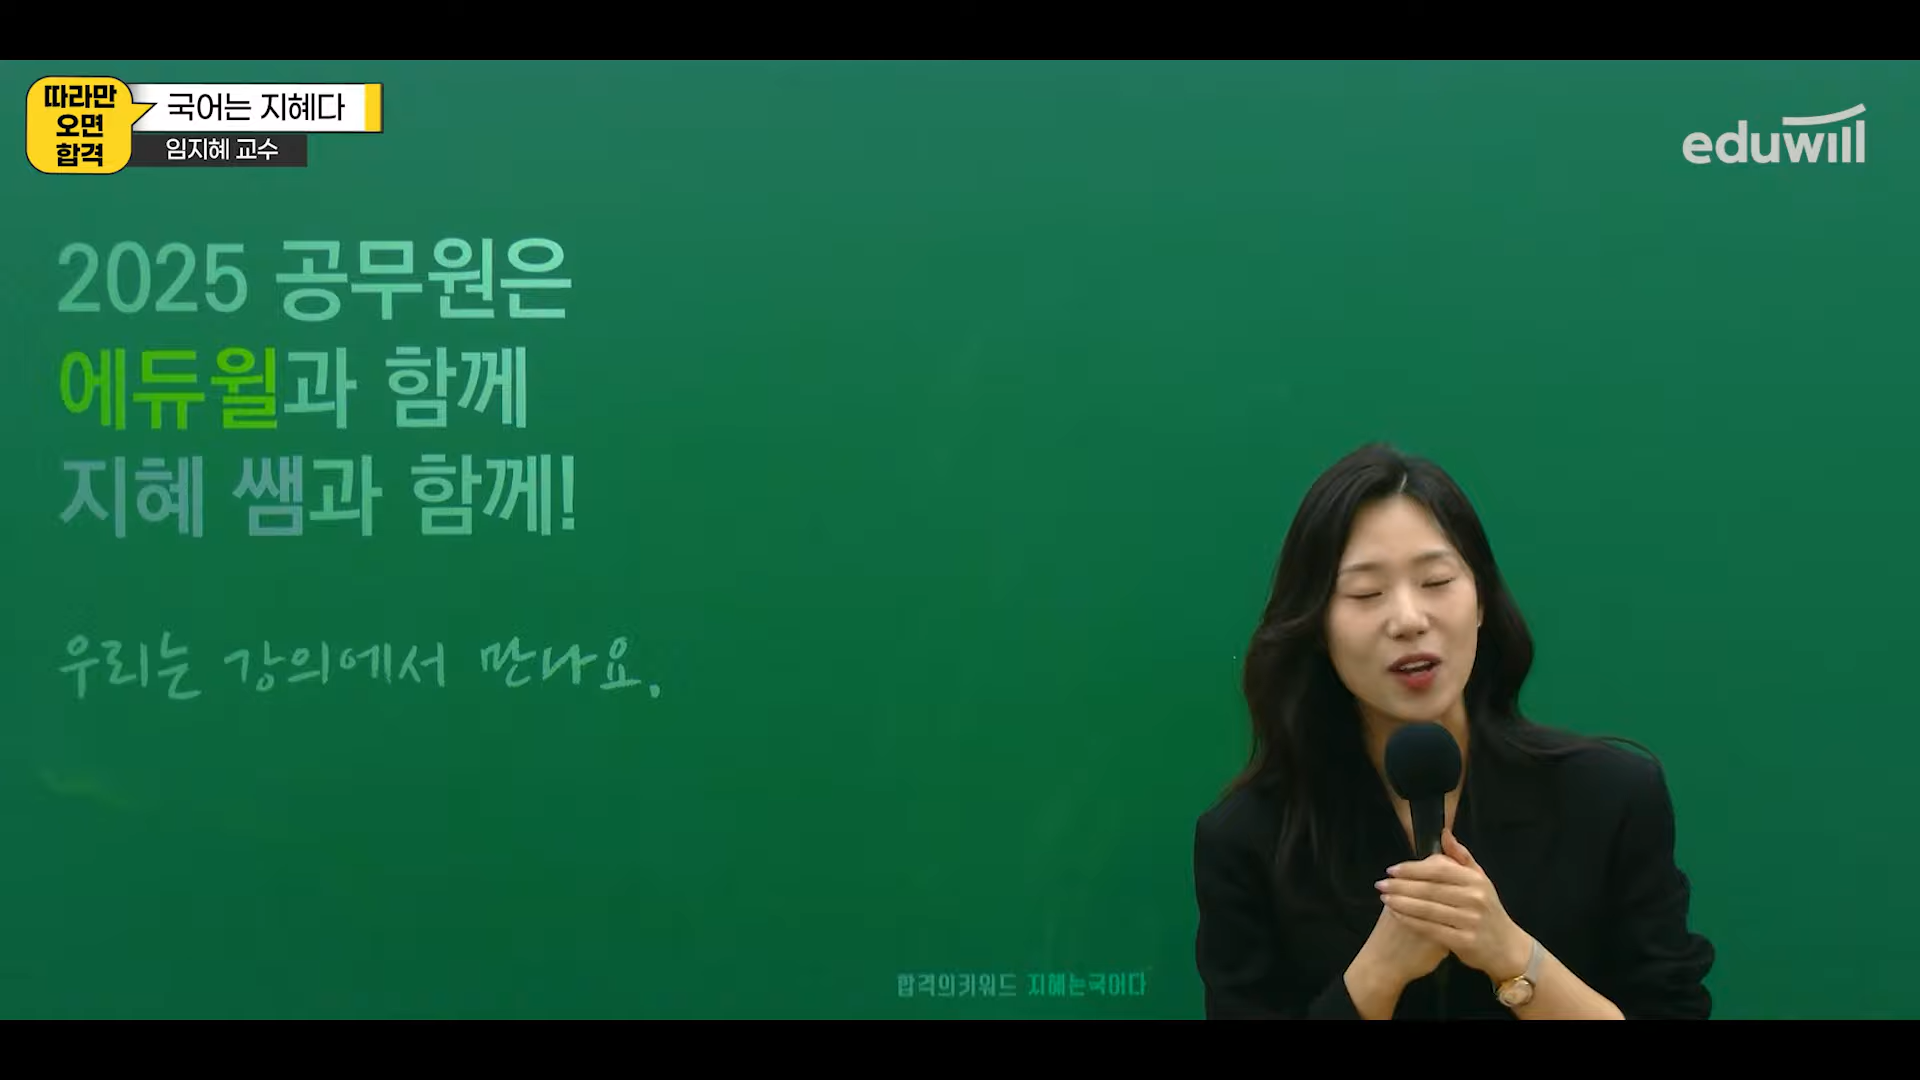 따라만
오면
합격
국어는 지혜다
임지혜 교수
eduwill
2025 공무원은
에듀윌과 함께
지혜 쌤과 함께!
우리는 강의에서 만나요.
합격의키워드 지혜는국어다